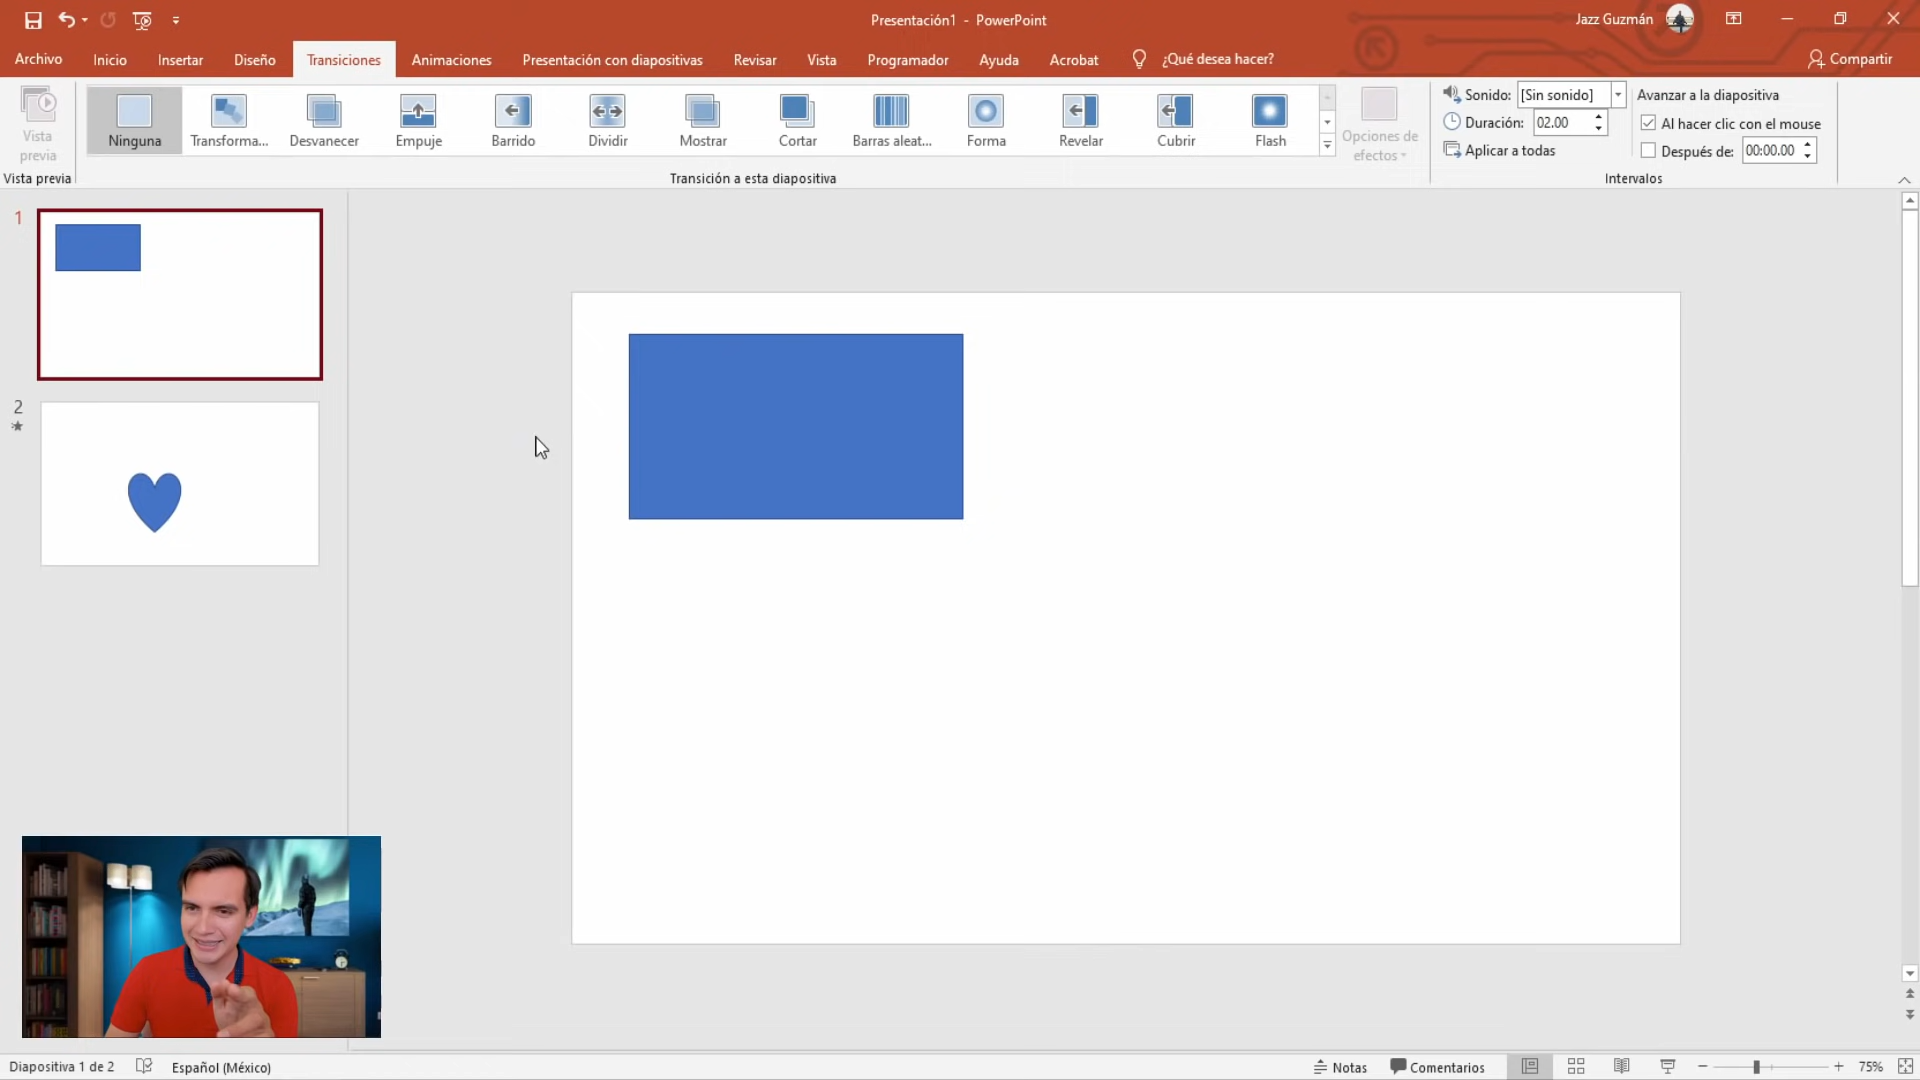 Presentación1 - PowerPoint
Jazz Guzmán
Archivo Inicio Insertar Diseño Transiciones Animaciones Presentación con diapositivas Revisar Vista Programador Ayuda Acrobat ¿Qué desea hacer? Compartir
Vista previa
Ninguna Transforma... Desvanecer Empuje Barrido Dividir Mostrar Cortar Barras aleat... Forma Revelar Cubrir Flash
Opciones de efectos
Sonido: [Sin sonido]
Duración: 02.00
Aplicar a todas
Avanzar a la diapositiva
Al hacer clic con el mouse
Después de: 00:00.00
Vista previa
Transición a esta diapositiva
Intervalos
1
2
Diapositiva 1 de 2 Español (México) Notas Comentarios 75%